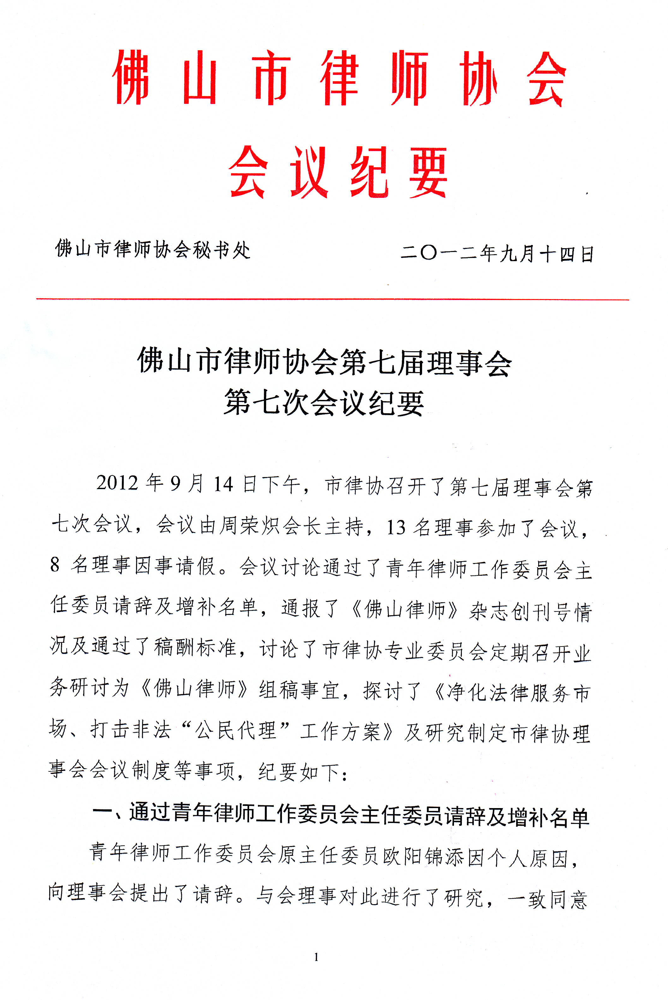 佛山市律师协会
会议纪要
佛山市律师协会秘书处 二〇一二年九月十四日
佛山市律师协会第七届理事会
第七次会议纪要
2012 年 9 月 14 日下午，市律协召开了第七届理事会第
七次会议，会议由周荣炽会长主持，13 名理事参加了会议，
8 名理事因事请假。会议讨论通过了青年律师工作委员会主
任委员请辞及增补名单，通报了《佛山律师》杂志创刊号情
况及通过了稿酬标准，讨论了市律协专业委员会定期召开业
务研讨为《佛山律师》组稿事宜，探讨了《净化法律服务市
场、打击非法“公民代理”工作方案》及研究制定市律协理
事会会议制度等事项，纪要如下：
一、通过青年律师工作委员会主任委员请辞及增补名单
青年律师工作委员会原主任委员欧阳锦添因个人原因，
向理事会提出了请辞。与会理事对此进行了研究，一致同意
1